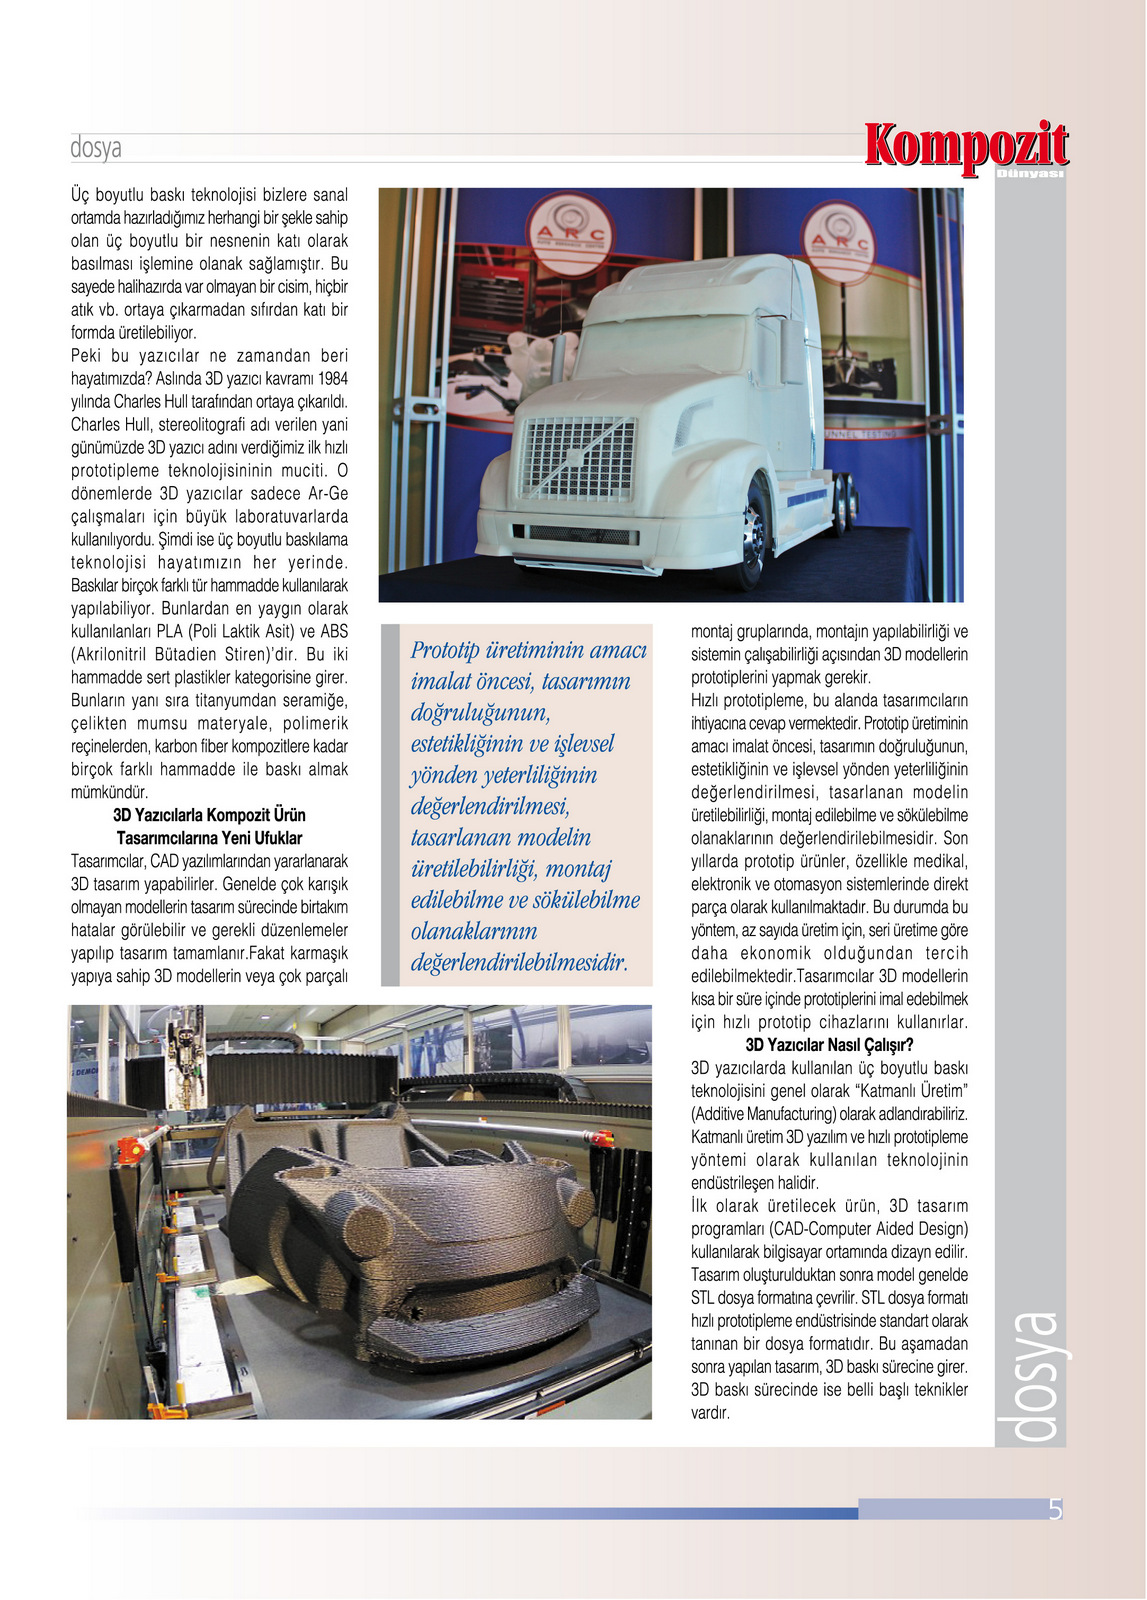 dosya
Kompozit
Dünyası
Üç boyutlu baskı teknolojisi bizlere sanal
ortamda hazırladığımız herhangi bir şekle sahip
olan üç boyutlu bir nesnenin katı olarak
basılması işlemine olanak sağlamıştır. Bu
sayede halihazırda var olmayan bir cisim, hiçbir
atık vb. ortaya çıkarmadan sıfırdan katı bir
formda üretilebiliyor.
Peki bu yazıcılar ne zamandan beri
hayatımızda? Aslında 3D yazıcı kavramı 1984
yılında Charles Hull tarafından ortaya çıkarıldı.
Charles Hull, stereolitografi adı verilen yani
günümüzde 3D yazıcı adını verdiğimiz ilk hızlı
prototipleme teknolojisininin muciti. O
dönemlerde 3D yazıcılar sadece Ar-Ge
çalışmaları için büyük laboratuvarlarda
kullanılıyordu. Şimdi ise üç boyutlu baskılama
teknolojisi hayatımızın her yerinde.
Baskılar birçok farklı tür hammadde kullanılarak
yapılabiliyor. Bunlardan en yaygın olarak
kullanılanları PLA (Poli Laktik Asit) ve ABS
(Akrilonitril Bütadien Stiren)'dir. Bu iki
hammadde sert plastikler kategorisine girer.
Bunların yanı sıra titanyumdan seramiğe,
çelikten mumsu materyale, polimerik
reçinelerden, karbon fiber kompozitlere kadar
birçok farklı hammadde ile baskı almak
mümkündür.
3D Yazıcılarla Kompozit Ürün
Tasarımcılarına Yeni Ufuklar
Tasarımcılar, CAD yazılımlarından yararlanarak
3D tasarım yapabilirler. Genelde çok karışık
olmayan modellerin tasarım sürecinde birtakım
hatalar görülebilir ve gerekli düzenlemeler
yapılıp tasarım tamamlanır.Fakat karmaşık
yapıya sahip 3D modellerin veya çok parçalı
ARC
ARC
TUNNEL TESTING
Prototip üretiminin amacı
imalat öncesi, tasarımın
doğruluğunun,
estetikliğinin ve işlevsel
yönden yeterliliğinin
değerlendirilmesi,
tasarlanan modelin
üretilebilirliği, montaj
edilebilme ve sökülebilme
olanaklarının
değerlendirilebilmesidir.
montaj gruplarında, montajın yapılabilirliği ve
sistemin çalışabilirliği açısından 3D modellerin
prototiplerini yapmak gerekir.
Hızlı prototipleme, bu alanda tasarımcıların
ihtiyacına cevap vermektedir. Prototip üretiminin
amacı imalat öncesi, tasarımın doğruluğunun,
estetikliğinin ve işlevsel yönden yeterliliğinin
değerlendirilmesi, tasarlanan modelin
üretilebilirliği, montaj edilebilme ve sökülebilme
olanaklarının değerlendirilebilmesidir. Son
yıllarda prototip ürünler, özellikle medikal,
elektronik ve otomasyon sistemlerinde direkt
parça olarak kullanılmaktadır. Bu durumda bu
yöntem, az sayıda üretim için, seri üretime göre
daha ekonomik olduğundan tercih
edilebilmektedir.Tasarımcılar 3D modellerin
kısa bir süre içinde prototiplerini imal edebilmek
için hızlı prototip cihazlarını kullanırlar.
3D Yazıcılar Nasıl Çalışır?
3D yazıcılarda kullanılan üç boyutlu baskı
teknolojisini genel olarak “Katmanlı Üretim”
(Additive Manufacturing) olarak adlandırabiliriz.
Katmanlı üretim 3D yazılım ve hızlı prototipleme
yöntemi olarak kullanılan teknolojinin
endüstrileşen halidir.
İlk olarak üretilecek ürün, 3D tasarım
programları (CAD-Computer Aided Design)
kullanılarak bilgisayar ortamında dizayn edilir.
Tasarım oluşturulduktan sonra model genelde
STL dosya formatına çevrilir. STL dosya formatı
hızlı prototipleme endüstrisinde standart olarak
tanınan bir dosya formatıdır. Bu aşamadan
sonra yapılan tasarım, 3D baskı sürecine girer.
3D baskı sürecinde ise belli başlı teknikler
vardır.
dosya
5